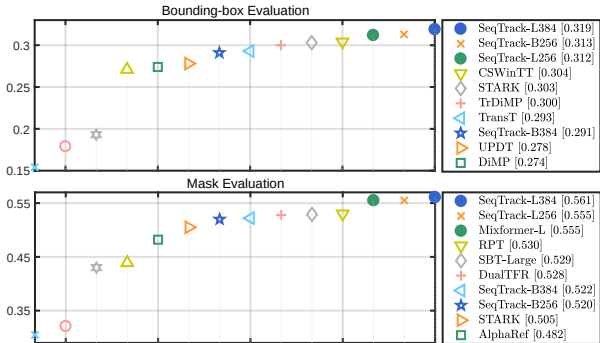 Bounding-box Evaluation
0.3
0.25
0.2
0.15
SeqTrack-L384 [0.319]
SeqTrack-B256 [0.313]
SeqTrack-L256 [0.312]
CSWinTT [0.304]
STARK [0.303]
TrDiMP [0.300]
TransT [0.293]
SeqTrack-B384 [0.291]
UPDT [0.278]
DiMP [0.274]
Mask Evaluation
0.55
0.45
0.35
SeqTrack-L384 [0.561]
SeqTrack-L256 [0.555]
Mixformer-L [0.555]
RPT [0.530]
SBT-Large [0.529]
DualTFR [0.528]
SeqTrack-B384 [0.522]
SeqTrack-B256 [0.520]
STARK [0.505]
AlphaRef [0.482]